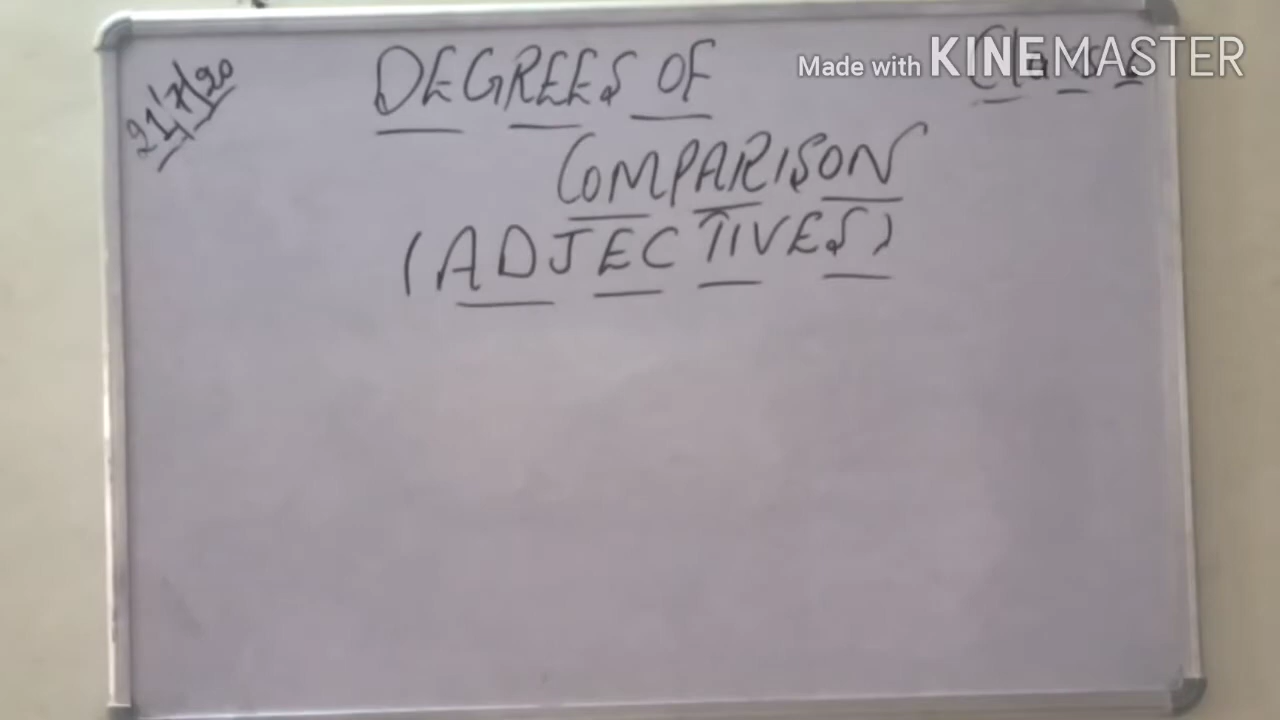 21/7/20
DEGREES OF
COMPARISON
(ADJECTIVES)
Made with KINEMASTER